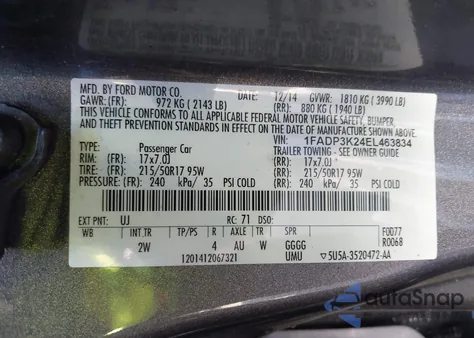 MFD. BY FORD MOTOR CO. 12/14 GVWR: 1810 KG ( 3990 LB)
GAWR: (FR): 972 KG ( 2143 LB) (RR): 880 KG ( 1940 LB)
THIS VEHICLE CONFORMS TO ALL APPLICABLE FEDERAL MOTOR VEHICLE SAFETY, BUMPER,
AND THEFT PREVENTION STANDARDS IN EFFECT ON THE DATE OF MANUFACTURE SHOWN ABOVE.
VIN: 1FADP3K24EL463834
TYPE: Passenger Car TRAILER TOWING - SEE OWNER GUIDE
RIM: 17x7.0J (RR): 17x7.0J
TIRE: 215/50R17 95W 215/50R17 95W
PRESSURE: (FR) 240 kPa/ 35 PSI COLD (RR): 240 kPa/ 35 PSI COLD
EXT PNT: UJ RC: 71 DSO: F0077
WB INT.TR TP/PS R A TR SPR R0068
2W 4 AU W GGGG
1201412067321 UMU ▽5U5A-3520472-AA
autoSnap